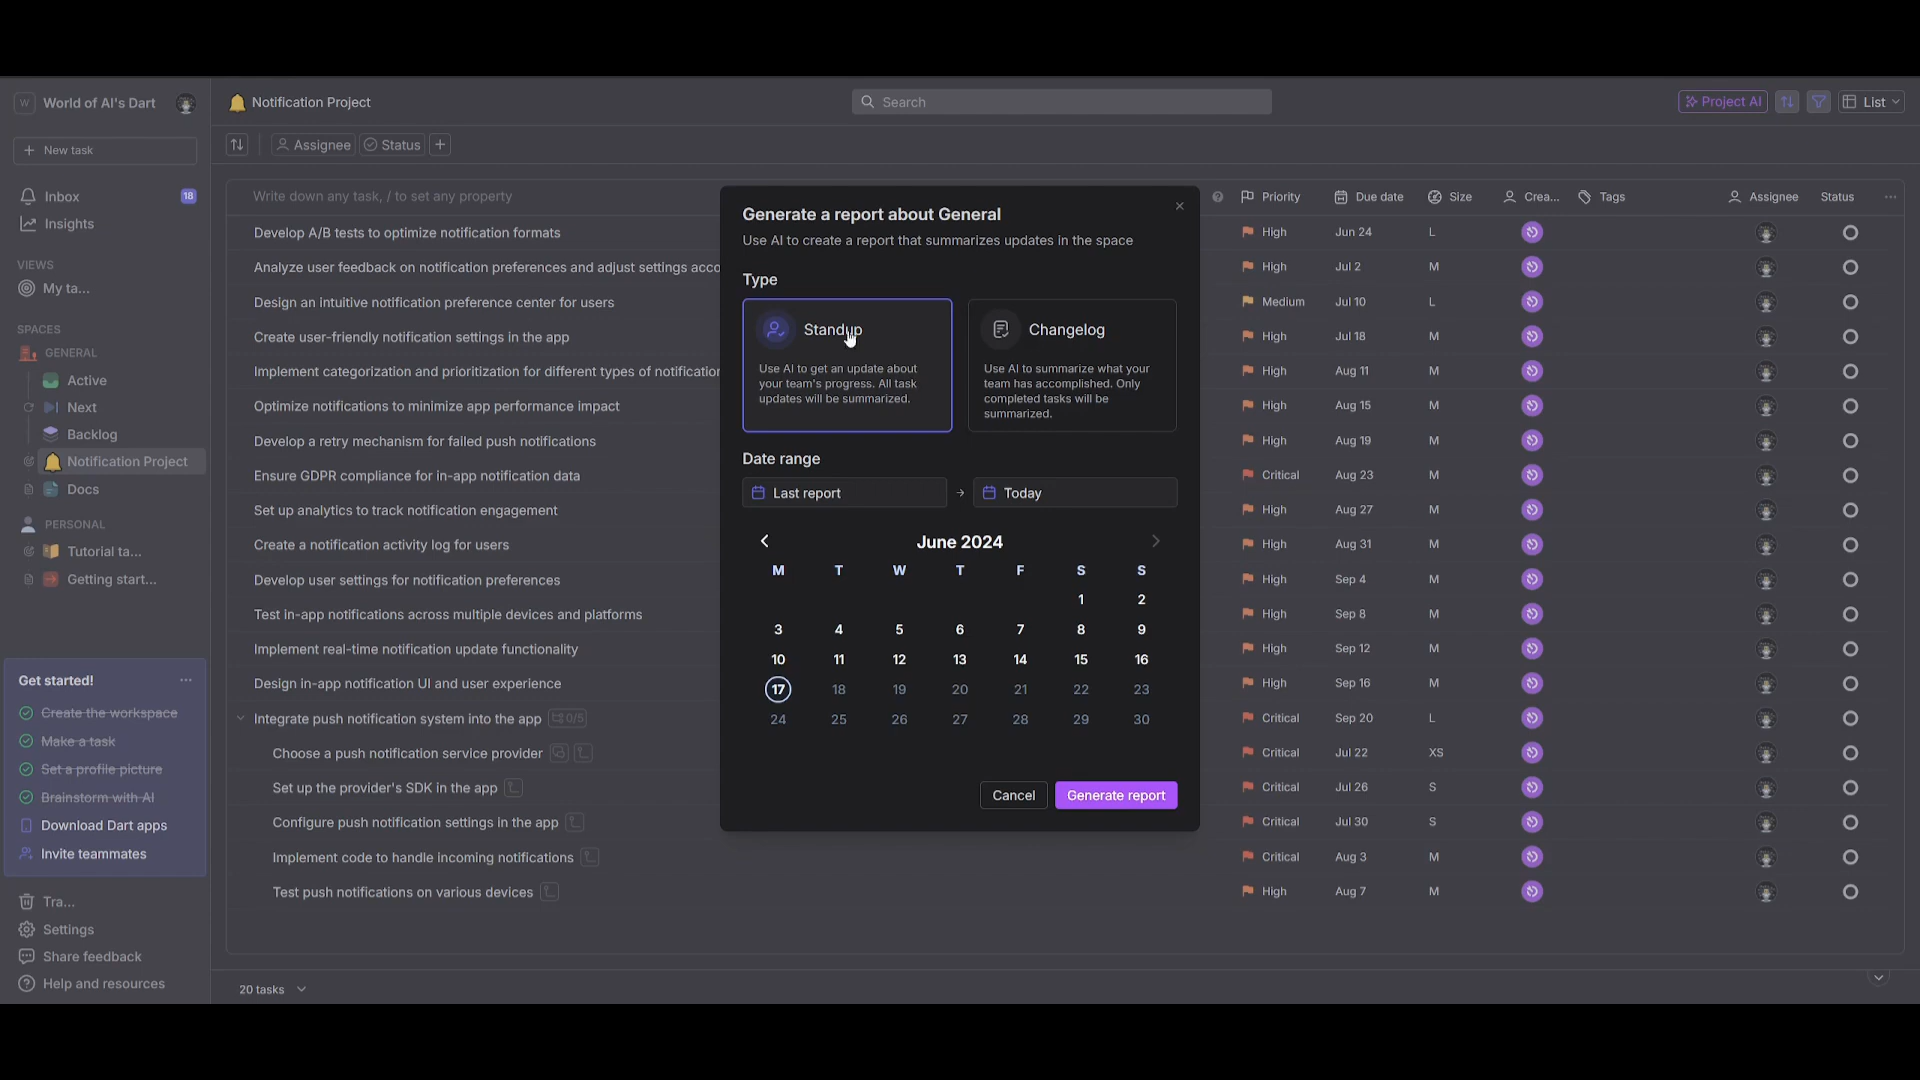 W World of AI's Dart
Notification Project
Search
Project AI
List
New task
Assignee
Status
Inbox
18
Insights
VIEWS
My ta...
SPACES
GENERAL
Active
Next
Backlog
Notification Project
Docs
PERSONAL
Tutorial ta...
Getting start...
Get started!
Create the workspace
Make a task
Set a profile picture
Brainstorm with AI
Download Dart apps
Invite teammates
Tra...
Settings
Share feedback
Help and resources
Write down any task, / to set any property
Priority Due date Size Crea... Tags Assignee Status
Develop A/B tests to optimize notification formats
High Jun 24 L
Analyze user feedback on notification preferences and adjust settings acco
High Jul 2 M
Design an intuitive notification preference center for users
Medium Jul 10 L
Create user-friendly notification settings in the app
High Jul 18 M
Implement categorization and prioritization for different types of notification
High Aug 11 M
Optimize notifications to minimize app performance impact
High Aug 15 M
Develop a retry mechanism for failed push notifications
High Aug 19 M
Ensure GDPR compliance for in-app notification data
Critical Aug 23 M
Set up analytics to track notification engagement
High Aug 27 M
Create a notification activity log for users
High Aug 31 M
Develop user settings for notification preferences
High Sep 4 M
Test in-app notifications across multiple devices and platforms
High Sep 8 M
Implement real-time notification update functionality
High Sep 12 M
Design in-app notification UI and user experience
High Sep 16 M
Integrate push notification system into the app 0/5
Critical Sep 20 L
Choose a push notification service provider
Critical Jul 22 XS
Set up the provider's SDK in the app
Critical Jul 26 S
Configure push notification settings in the app
Critical Jul 30 S
Implement code to handle incoming notifications
Critical Aug 3 M
Test push notifications on various devices
High Aug 7 M
20 tasks
Generate a report about General
Use AI to create a report that summarizes updates in the space
Type
Standup
Use AI to get an update about
your team's progress. All task
updates will be summarized.
Changelog
Use AI to summarize what your
team has accomplished. Only
completed tasks will be
summarized.
Date range
Last report → Today
June 2024
M T W T F S S
1 2
3 4 5 6 7 8 9
10 11 12 13 14 15 16
17 18 19 20 21 22 23
24 25 26 27 28 29 30
Cancel Generate report